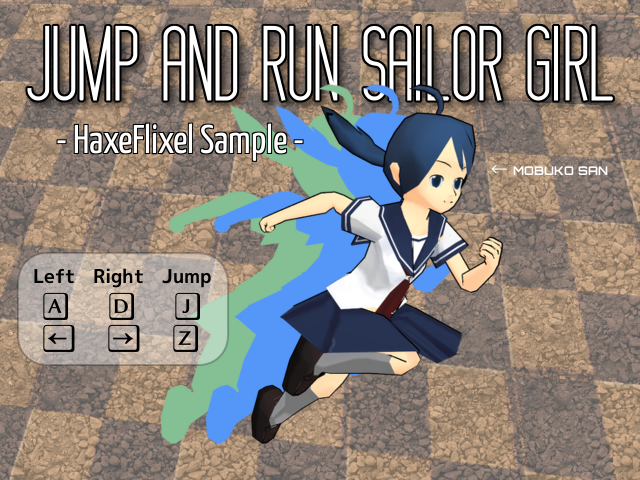 JUMP AND RUN SAILOR GIRL
- HaxeFlixel Sample -
← MOBUKO SAN
Left Right Jump
A D J
← → Z